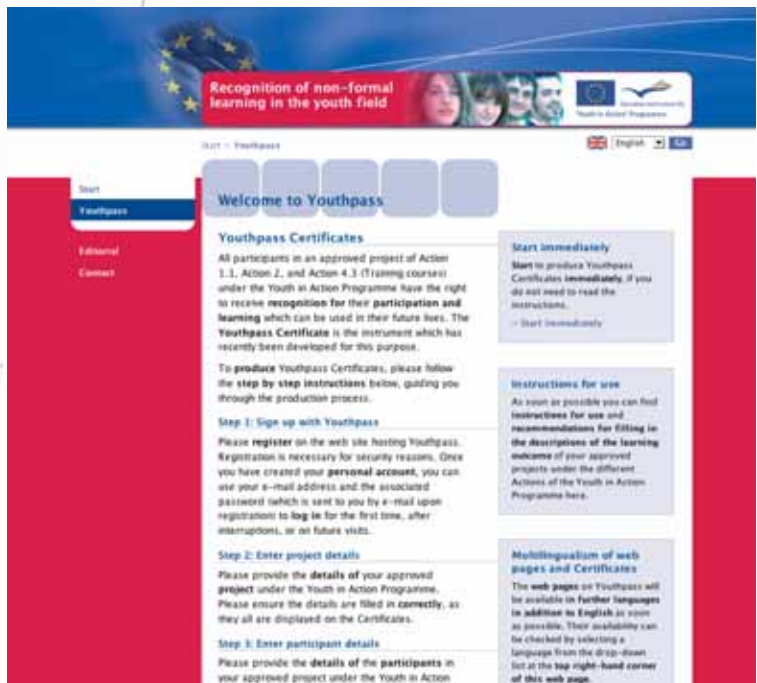 Recognition of non-formal
learning in the youth field
'Youth in Action' Programme
Start > Youthpass
English
Go
Start
Youthpass
Editorial
Contact
Welcome to Youthpass
Youthpass Certificates
All participants in an approved project of Action
1.1, Action 2, and Action 4.3 (Training courses)
under the Youth in Action Programme have the right
to receive recognition for their participation and
learning which can be used in their future lives. The
Youthpass Certificate is the instrument which has
recently been developed for this purpose.
To produce Youthpass Certificates, please follow
the step by step instructions below, guiding you
through the production process.
Step 1: Sign up with Youthpass
Please register on the web site hosting Youthpass.
Registration is necessary for security reasons. Once
you have created your personal account, you can
use your e-mail address and the associated
password (which is sent to you by e-mail upon
registration) to log in for the first time, after
interruptions, or on future visits.
Step 2: Enter project details
Please provide the details of your approved
project under the Youth in Action Programme.
Please ensure the details are filled in correctly, as
they all are displayed on the Certificates.
Step 3: Enter participant details
Please provide the details of the participants in
your approved project under the Youth in Action
Start immediately
Start to produce Youthpass
Certificates immediately, if you
do not need to read the
instructions.
> Start immediately
Instructions for use
As soon as possible you can find
instructions for use and
recommendations for filling in
the descriptions of the learning
outcome of your approved
projects under the different
Actions of the Youth in Action
Programme here.
Multilingualism of web
pages and Certificates
The web pages on Youthpass will
be available in further languages
in addition to English as soon
as possible. Their availability can
be checked by selecting a
language from the drop-down
list at the top right-hand corner
of this web page.